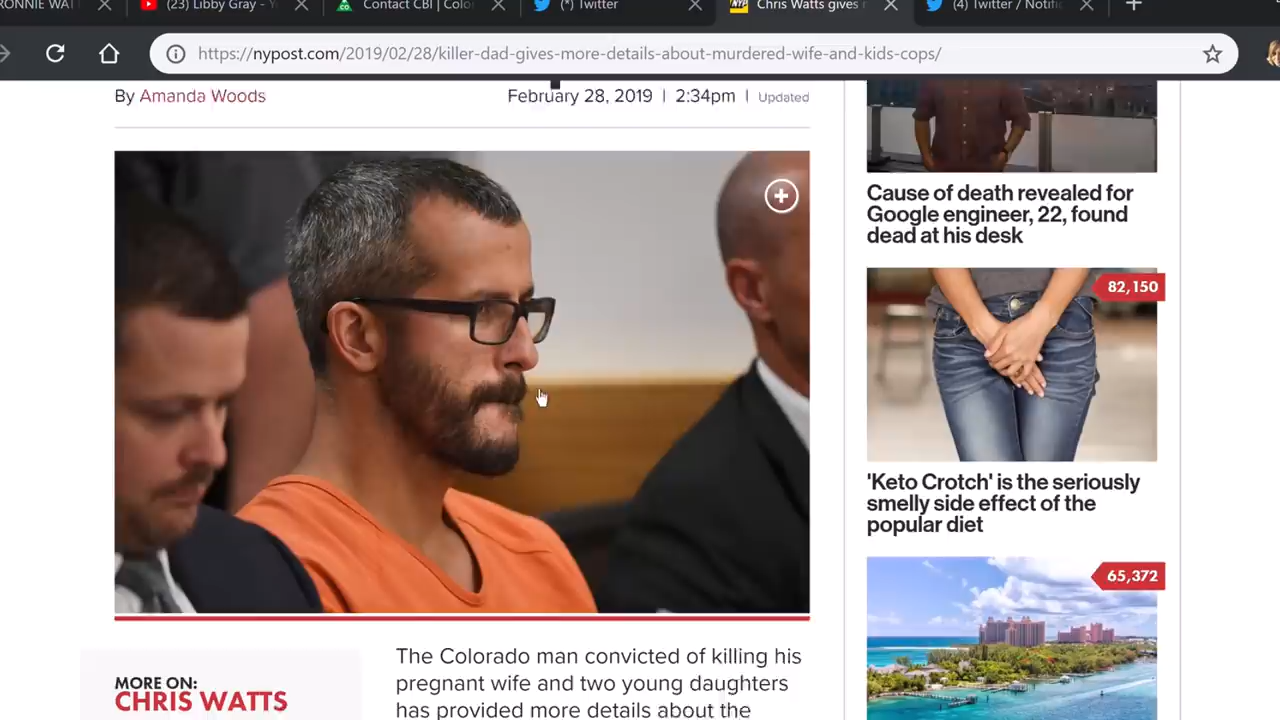 (23) Libby Gray - Y
Contact CBI | Color
(*) Twitter
Chris Watts gives r
(4) Twitter / Notific
https://nypost.com/2019/02/28/killer-dad-gives-more-details-about-murdered-wife-and-kids-cops/
By Amanda Woods
February 28, 2019 | 2:34pm | Updated
Cause of death revealed for
Google engineer, 22, found
dead at his desk
82,150
'Keto Crotch' is the seriously
smelly side effect of the
popular diet
65,372
MORE ON:
CHRIS WATTS
The Colorado man convicted of killing his
pregnant wife and two young daughters
has provided more details about the